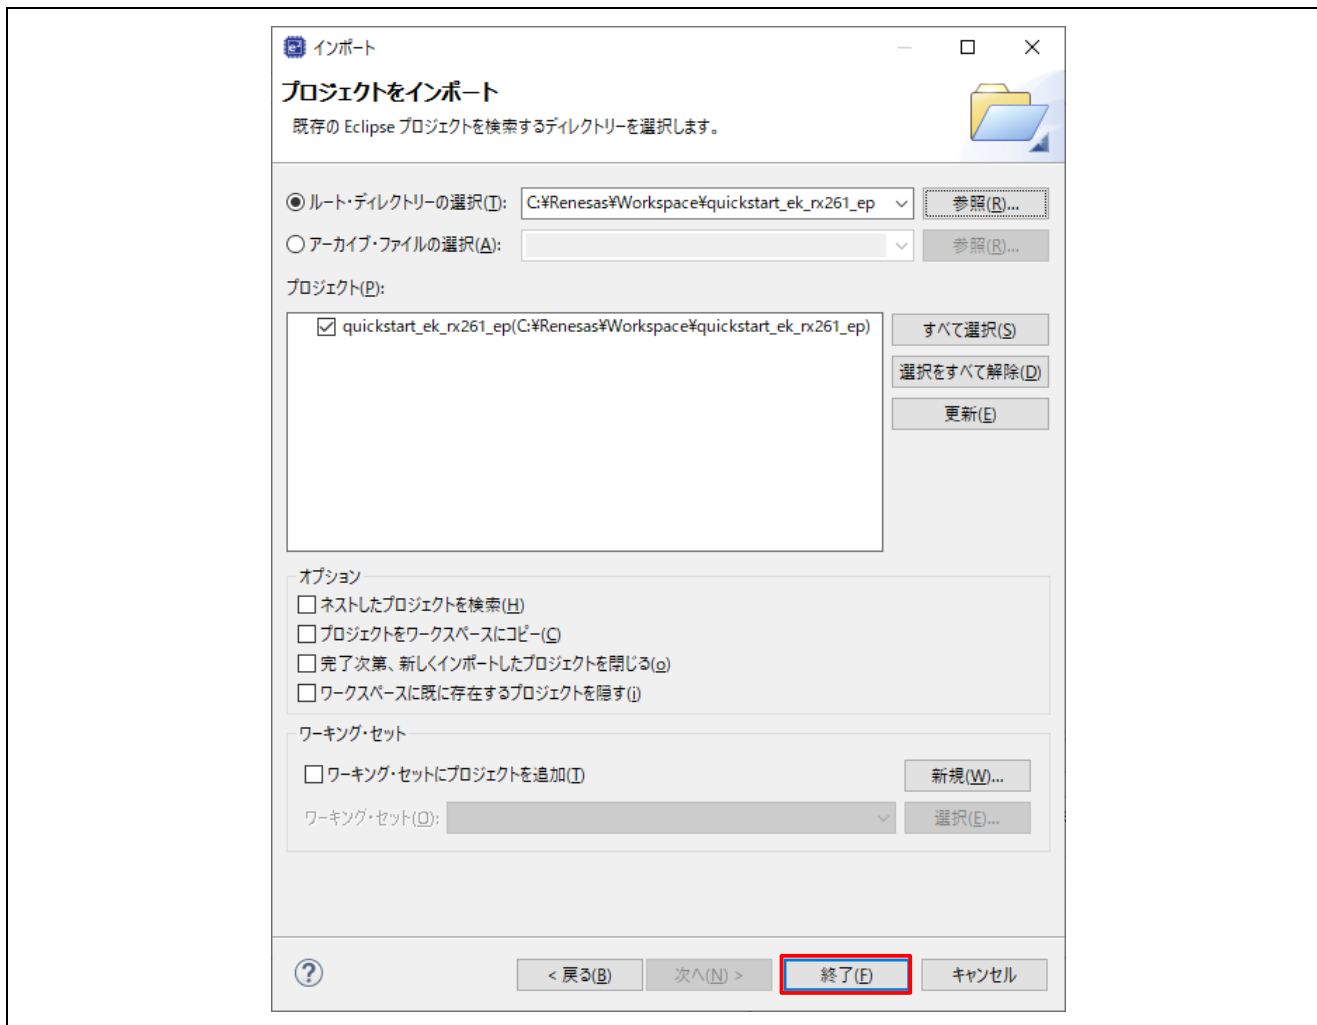 インポート
プロジェクトをインポート
既存の Eclipse プロジェクトを検索するディレクトリーを選択します。
ルート・ディレクトリーの選択(T): C:¥Renesas¥Workspace¥quickstart_ek_rx261_ep 参照(R)...
アーカイブ・ファイルの選択(A): 参照(R)...
プロジェクト(P):
quickstart_ek_rx261_ep(C:¥Renesas¥Workspace¥quickstart_ek_rx261_ep)
すべて選択(S)
選択をすべて解除(D)
更新(E)
オプション
ネストしたプロジェクトを検索(H)
プロジェクトをワークスペースにコピー(C)
完了次第、新しくインポートしたプロジェクトを閉じる(o)
ワークスペースに既に存在するプロジェクトを隠す(i)
ワーキング・セット
ワーキング・セットにプロジェクトを追加(T) 新規(W)...
ワーキング・セット(O): 選択(E)...
? < 戻る(B) 次へ(N) > 終了(F) キャンセル